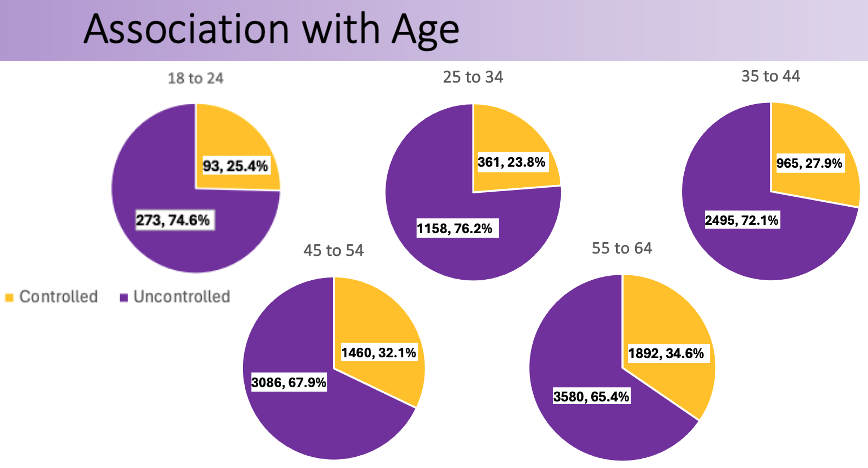 Association with Age
18 to 24
93, 25.4%
273, 74.6%
25 to 34
361, 23.8%
1158, 76.2%
35 to 44
965, 27.9%
2495, 72.1%
Controlled
Uncontrolled
45 to 54
1460, 32.1%
3086, 67.9%
55 to 64
1892, 34.6%
3580, 65.4%